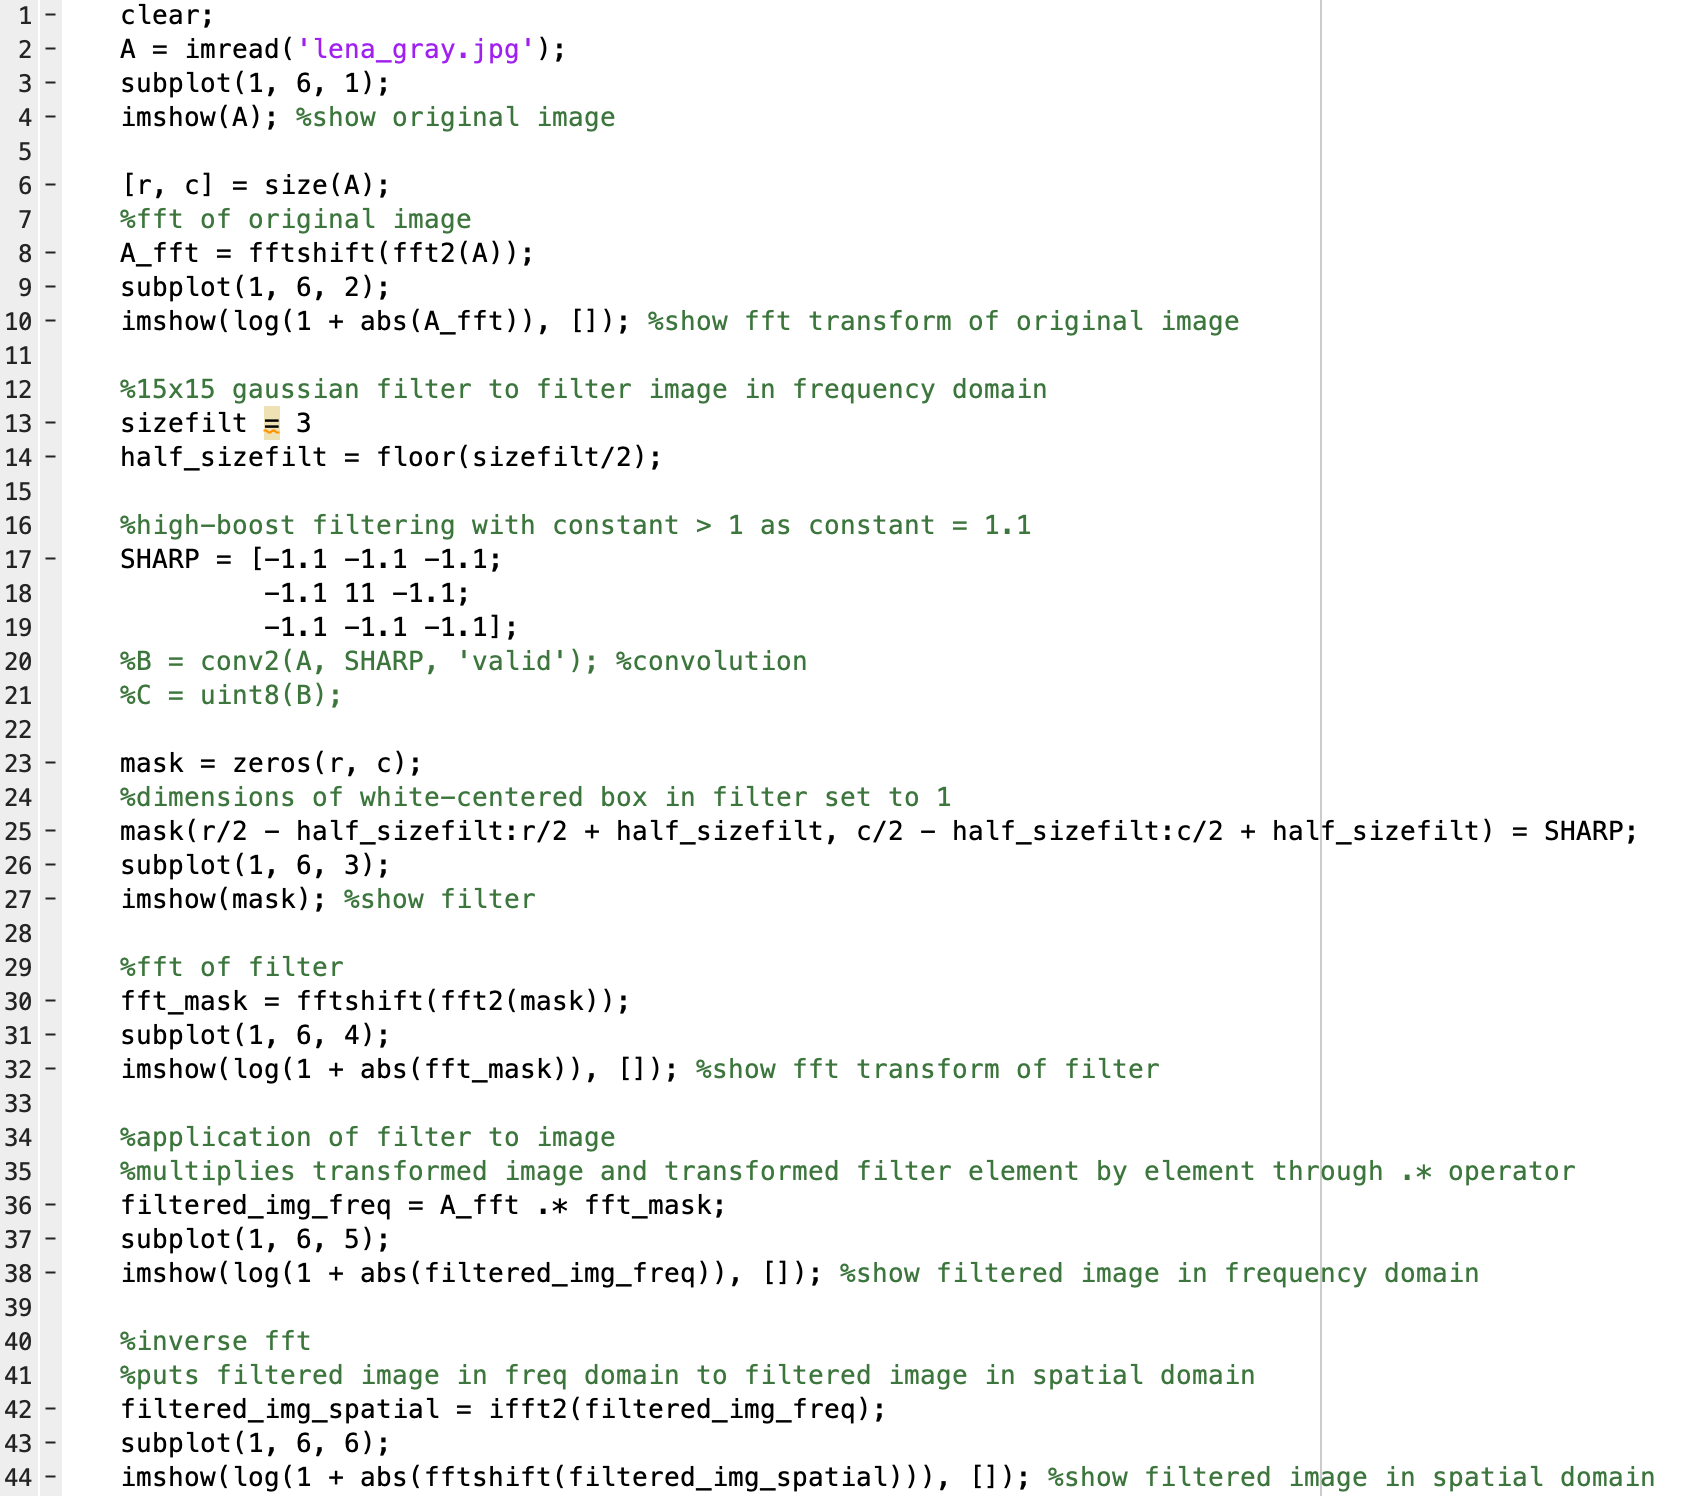 1 - clear;
2 - A = imread('lena_gray.jpg');
3 - subplot(1, 6, 1);
4 - imshow(A); %show original image
5
6 - [r, c] = size(A);
7 %fft of original image
8 - A_fft = fftshift(fft2(A));
9 - subplot(1, 6, 2);
10 - imshow(log(1 + abs(A_fft)), []); %show fft transform of original image
11
12 %15x15 gaussian filter to filter image in frequency domain
13 - sizefilt = 3
14 - half_sizefilt = floor(sizefilt/2);
15
16 %high-boost filtering with constant > 1 as constant = 1.1
17 - SHARP = [-1.1 -1.1 -1.1;
18 -1.1 11 -1.1;
19 -1.1 -1.1 -1.1];
20 %B = conv2(A, SHARP, 'valid'); %convolution
21 %C = uint8(B);
22
23 - mask = zeros(r, c);
24 %dimensions of white-centered box in filter set to 1
25 - mask(r/2 - half_sizefilt:r/2 + half_sizefilt, c/2 - half_sizefilt:c/2 + half_sizefilt) = SHARP;
26 - subplot(1, 6, 3);
27 - imshow(mask); %show filter
28
29 %fft of filter
30 - fft_mask = fftshift(fft2(mask));
31 - subplot(1, 6, 4);
32 - imshow(log(1 + abs(fft_mask)), []); %show fft transform of filter
33
34 %application of filter to image
35 %multiplies transformed image and transformed filter element by element through .* operator
36 - filtered_img_freq = A_fft .* fft_mask;
37 - subplot(1, 6, 5);
38 - imshow(log(1 + abs(filtered_img_freq)), []); %show filtered image in frequency domain
39
40 %inverse fft
41 %puts filtered image in freq domain to filtered image in spatial domain
42 - filtered_img_spatial = ifft2(filtered_img_freq);
43 - subplot(1, 6, 6);
44 - imshow(log(1 + abs(fftshift(filtered_img_spatial))), []); %show filtered image in spatial domain